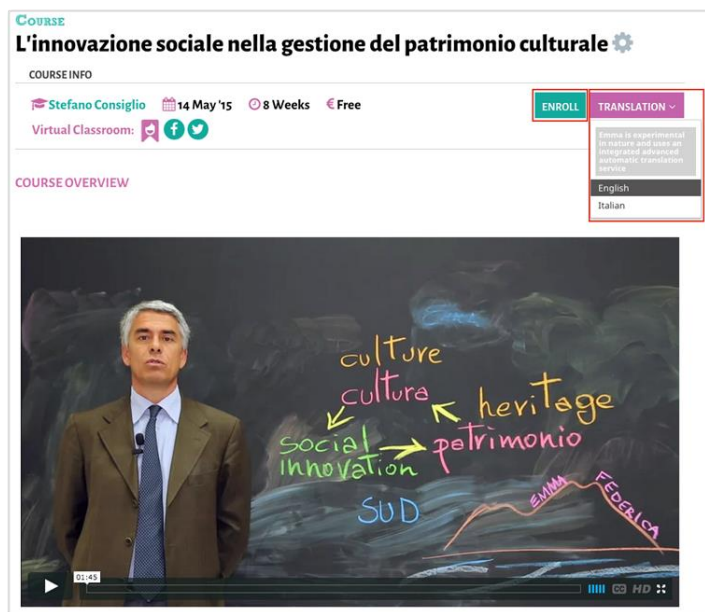 COURSE
L'innovazione sociale nella gestione del patrimonio culturale
COURSE INFO
Stefano Consiglio 14 May '15 8 Weeks € Free
ENROLL TRANSLATION
Virtual Classroom:
Emma is experimental
in nature and uses an
integrated advanced
automatic translation
service
English
Italian
COURSE OVERVIEW
culture
cultura
heritage
social
innovation
patrimonio
SUD
EMMA
FEDERICA
01:45
CC HD